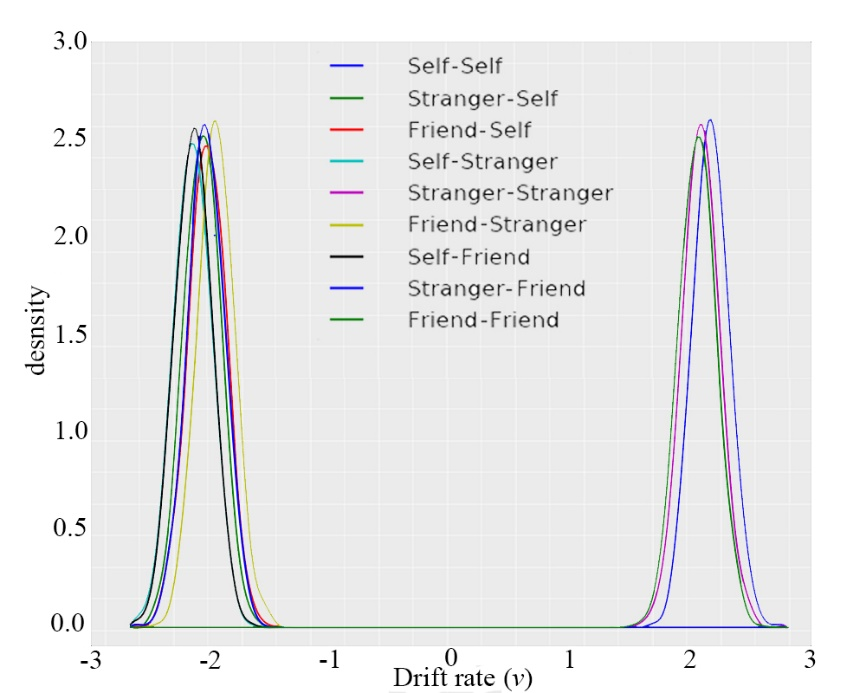 3.0
2.5
2.0
1.5
1.0
0.5
0.0
desnsity
Self-Self
Stranger-Self
Friend-Self
Self-Stranger
Stranger-Stranger
Friend-Stranger
Self-Friend
Stranger-Friend
Friend-Friend
-3 -2 -1 0 1 2 3
Drift rate (v)